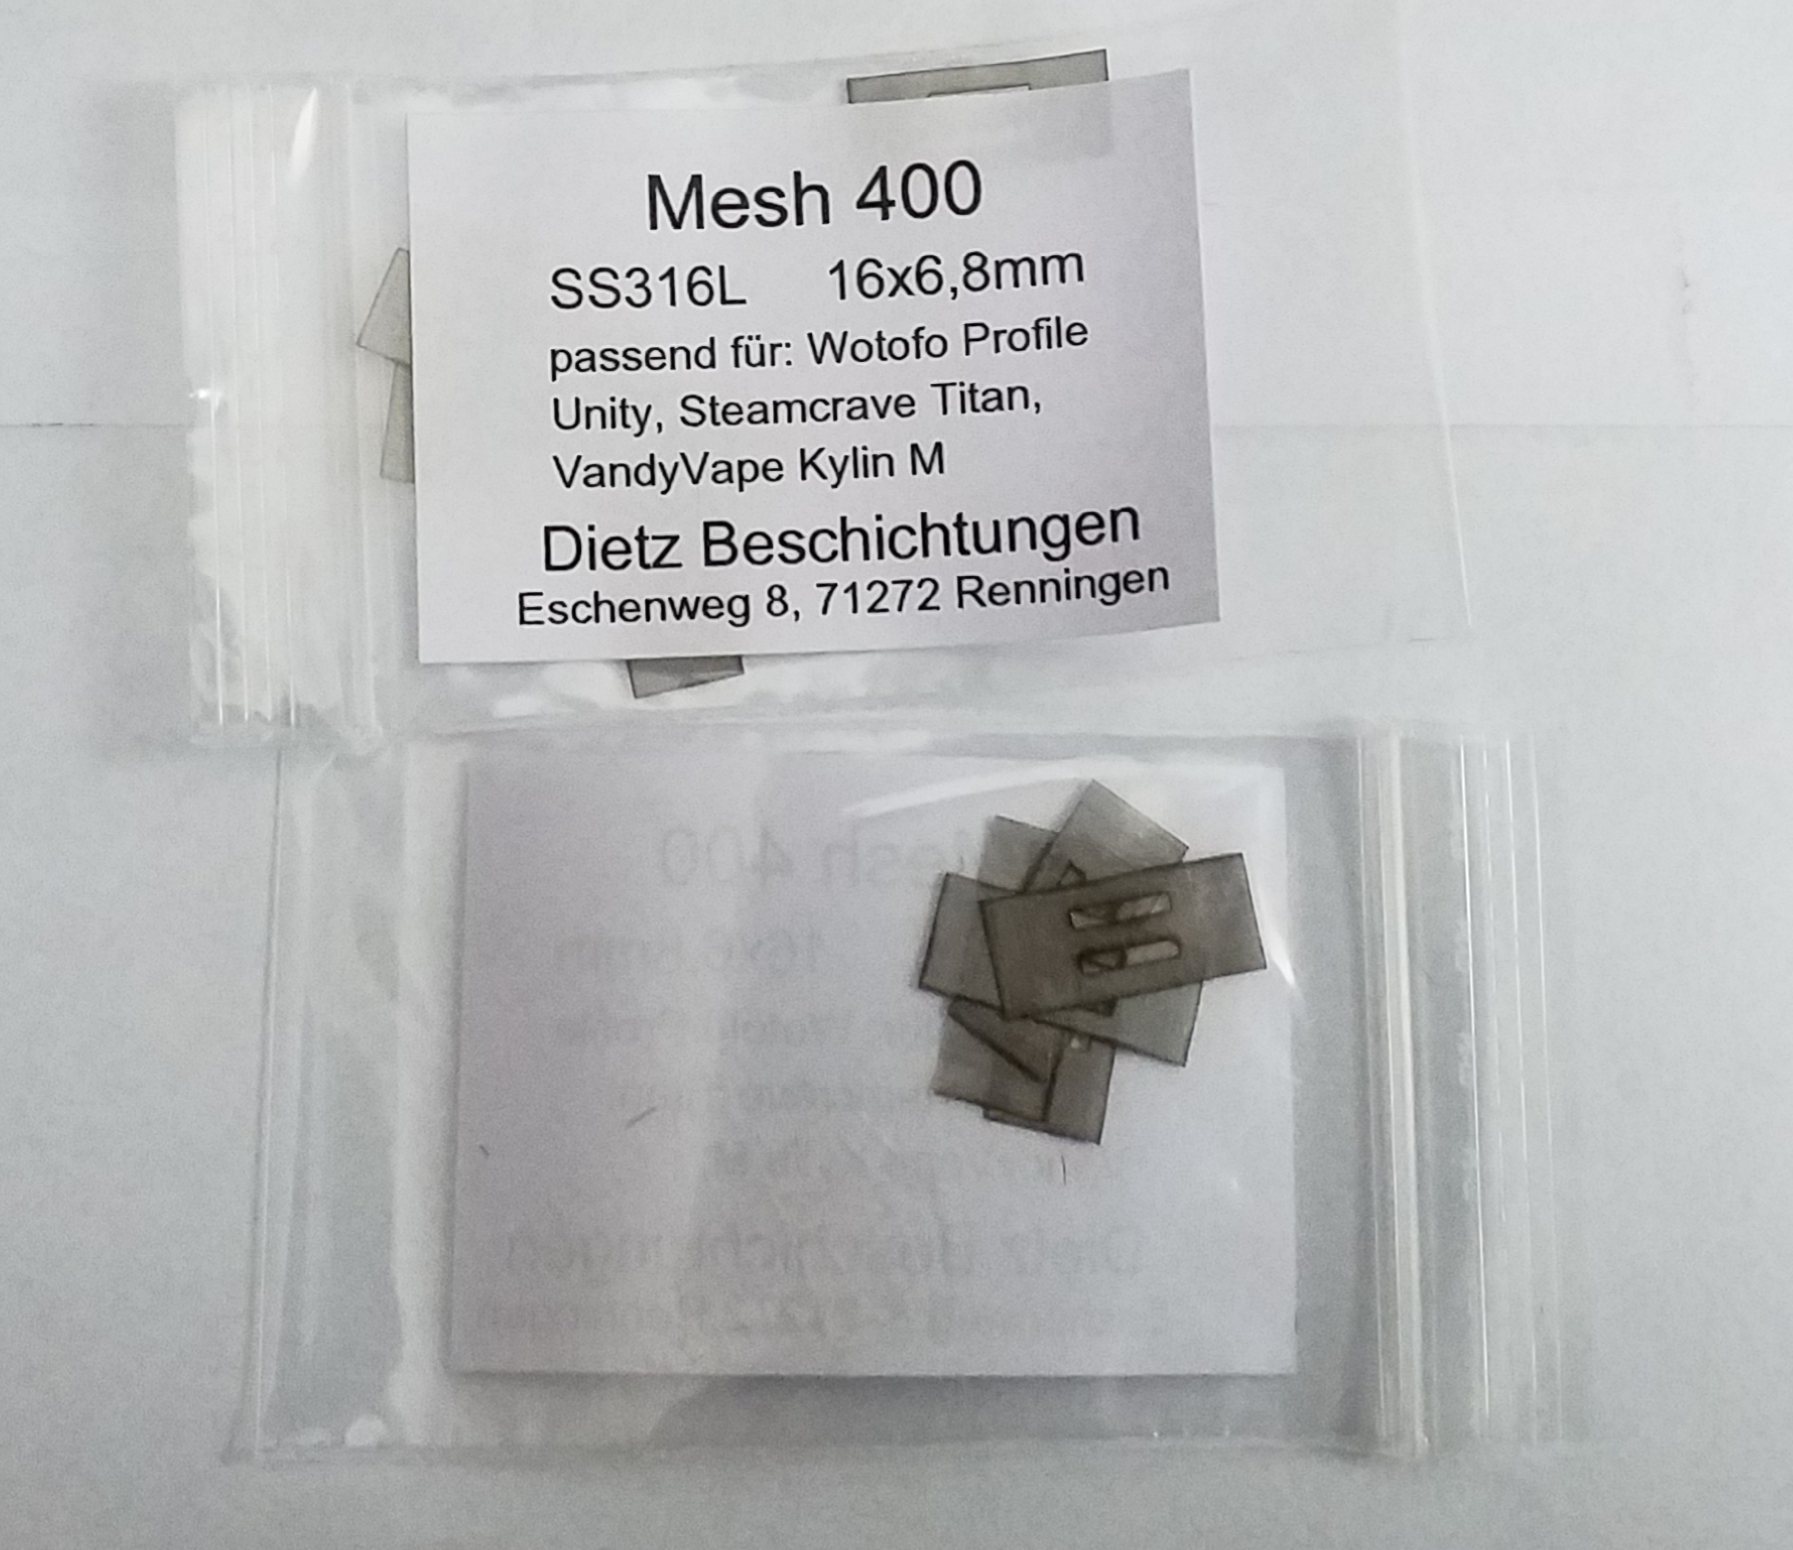 Mesh 400
SS316L 16x6,8mm
passend für: Wotofo Profile
Unity, Steamcrave Titan,
VandyVape Kylin M
Dietz Beschichtungen
Eschenweg 8, 71272 Renningen